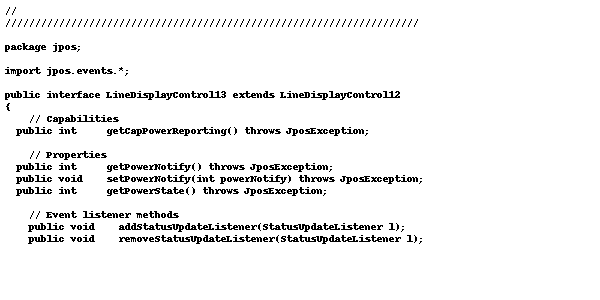 //
//////////////////////////////////////////////////////////////////////
package jpos;
import jpos.events.*;
public interface LineDisplayControl13 extends LineDisplayControl12
{
// Capabilities
public int getCapPowerReporting() throws JposException;
// Properties
public int getPowerNotify() throws JposException;
public void setPowerNotify(int powerNotify) throws JposException;
public int getPowerState() throws JposException;
// Event listener methods
public void addStatusUpdateListener(StatusUpdateListener l);
public void removeStatusUpdateListener(StatusUpdateListener l);